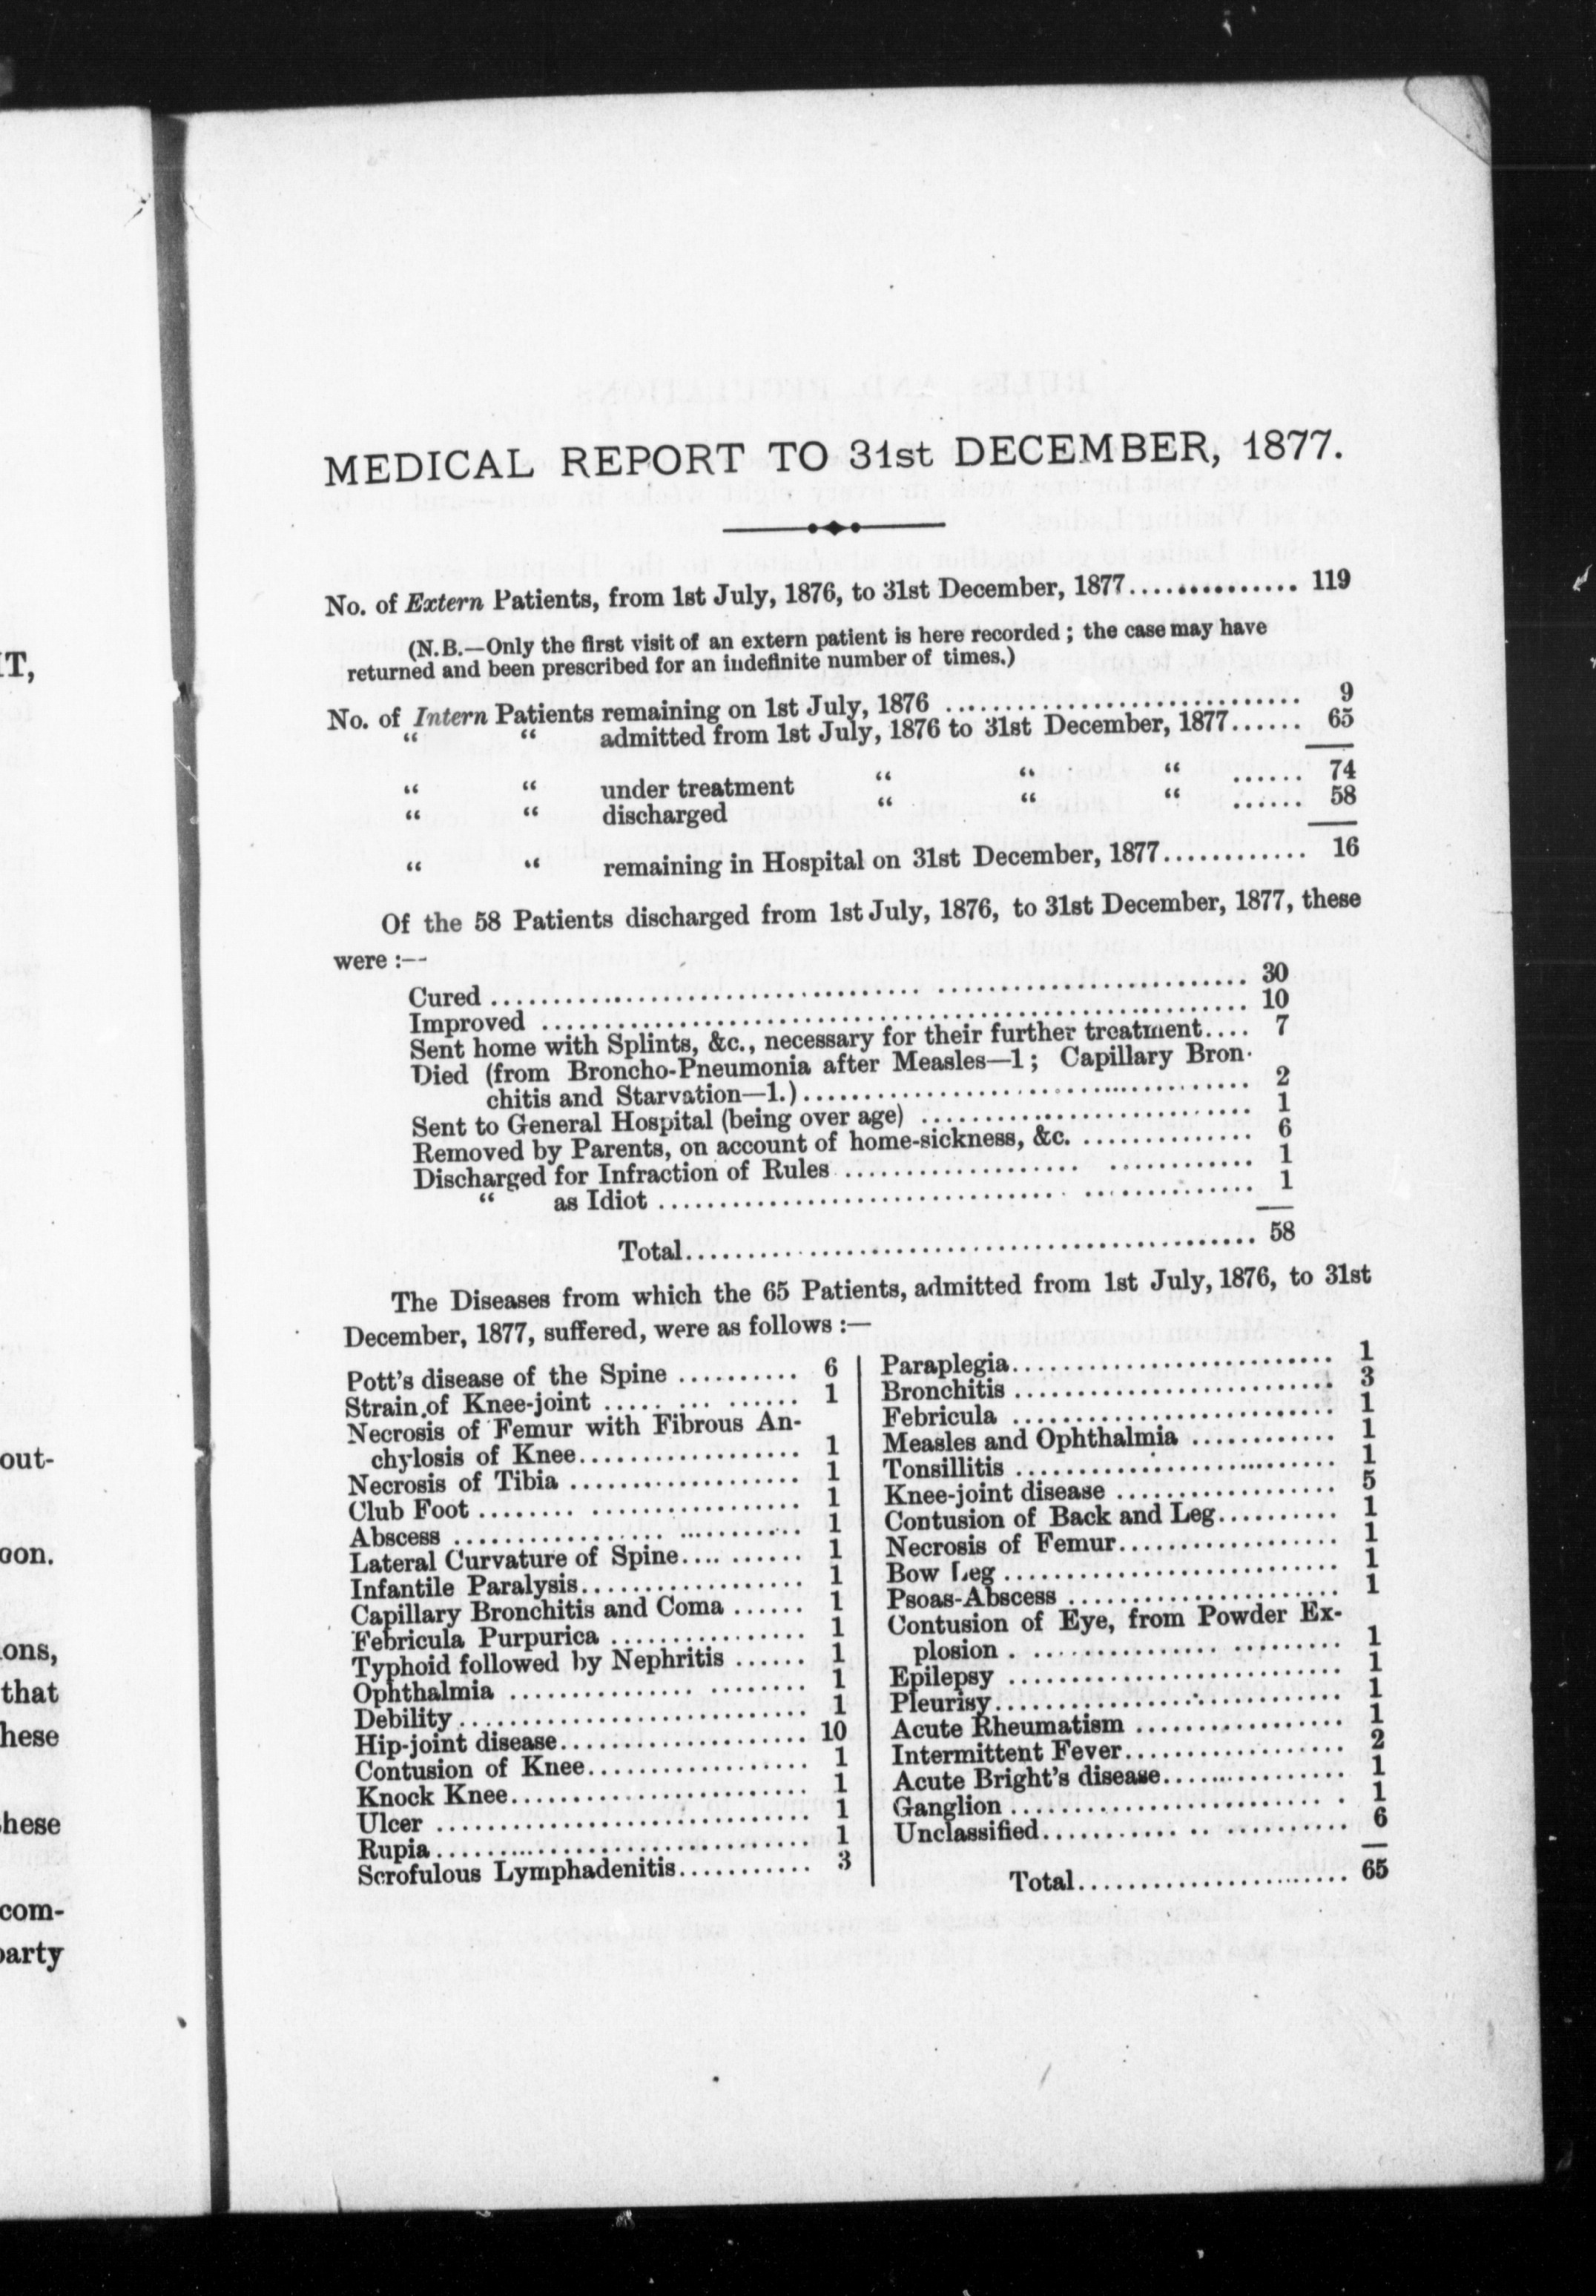 IT,
out-
oon.
ons,
that
hese
these
com-
party
MEDICAL REPORT TO 31st DECEMBER, 1877.
No. of Extern Patients, from 1st July, 1876, to 31st December, 1877.............. 119
(N.B.—Only the first visit of an extern patient is here recorded ; the case may have
returned and been prescribed for an indefinite number of times.)
No. of Intern Patients remaining on 1st July, 1876 ............................ 9
“ “ admitted from 1st July, 1876 to 31st December, 1877...... 65
“ “ under treatment “ “ “ ...... 74
“ “ discharged “ “ “ ...... 58
“ “ remaining in Hospital on 31st December, 1877............ 16
Of the 58 Patients discharged from 1st July, 1876, to 31st December, 1877, these
were :—
Cured ............................................................ 30
Improved ........................................................ 10
Sent home with Splints, &c., necessary for their further treatment.... 7
Died (from Broncho-Pneumonia after Measles—1 ; Capillary Bron-
chitis and Starvation—1.).................................... 2
Sent to General Hospital (being over age) .......................... 1
Removed by Parents, on account of home-sickness, &c. .............. 6
Discharged for Infraction of Rules ................... ............ 1
“ as Idiot ................................ .............. 1
Total............................................. 58
The Diseases from which the 65 Patients, admitted from 1st July, 1876, to 31st
December, 1877, suffered, were as follows :—
Pott's disease of the Spine .......... 6
Strain of Knee-joint ..... ... ...... 1
Necrosis of Femur with Fibrous An-
chylosis of Knee.................. 1
Necrosis of Tibia ................... 1
Club Foot ........ ................. 1
Abscess ................. .......... 1
Lateral Curvature of Spine.... ...... 1
Infantile Paralysis.................. 1
Capillary Bronchitis and Coma ...... 1
Febricula Purpurica ................ 1
Typhoid followed by Nephritis ...... 1
Ophthalmia ............... ........ 1
Debility............................ 1
Hip-joint disease.................... 10
Contusion of Knee.................. 1
Knock Knee........................ 1
Ulcer .............................. 1
Rupia.............................. 1
Scrofulous Lymphadenitis........... 3
Paraplegia.......................... 1
Bronchitis .......................... 3
Febricula .......................... 1
Measles and Ophthalmia ............ 1
Tonsillitis .......................... 1
Knee-joint disease .................. 5
Contusion of Back and Leg.......... 1
Necrosis of Femur.................. 1
Bow Leg ........................... 1
Psoas-Abscess ...................... 1
Contusion of Eye, from Powder Ex-
plosion . ............... ......... 1
Epilepsy ........................... 1
Pleurisy............................ 1
Acute Rheumatism ................. 1
Intermittent Fever.................. 2
Acute Bright's disease............... 1
Ganglion ......................... . 1
Unclassified........... .. .......... 6
Total...................... 65